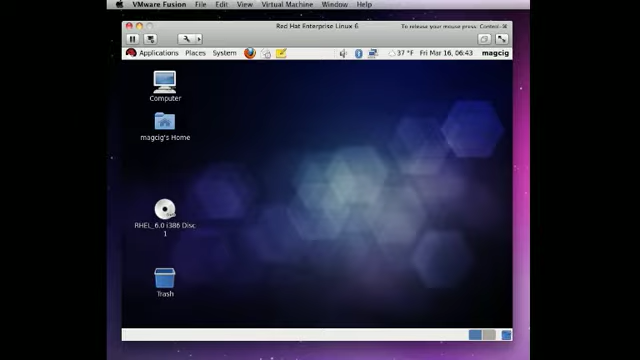 VMware Fusion File Edit View Virtual Machine Window Help
Red Hat Enterprise Linux 6
To release your mouse press: Control-⌘
Applications Places System 37 °F Fri Mar 16, 06:43 magcig
Computer
magcig's Home
RHEL_6.0 i386 Disc
1
Trash